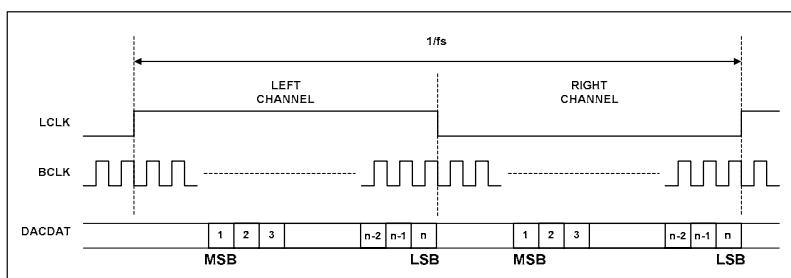 1/fs
LEFT
CHANNEL
RIGHT
CHANNEL
LCLK
BCLK
DACDAT
1 2 3 n-2 n-1 n 1 2 3 n-2 n-1 n
MSB LSB MSB LSB